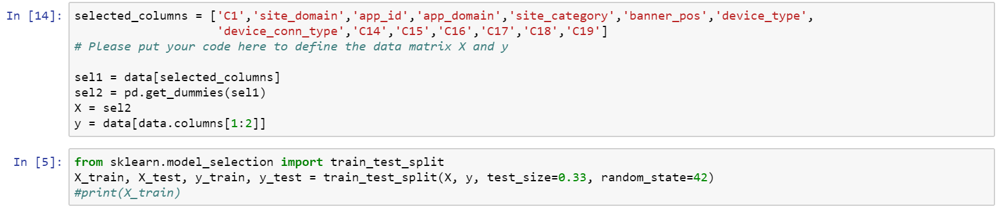 In [14]: selected_columns = ['C1','site_domain','app_id','app_domain','site_category','banner_pos','device_type',
'device_conn_type','C14','C15','C16','C17','C18','C19']
# Please put your code here to define the data matrix X and y
sel1 = data[selected_columns]
sel2 = pd.get_dummies(sel1)
X = sel2
y = data[data.columns[1:2]]
In [5]: from sklearn.model_selection import train_test_split
X_train, X_test, y_train, y_test = train_test_split(X, y, test_size=0.33, random_state=42)
#print(X_train)